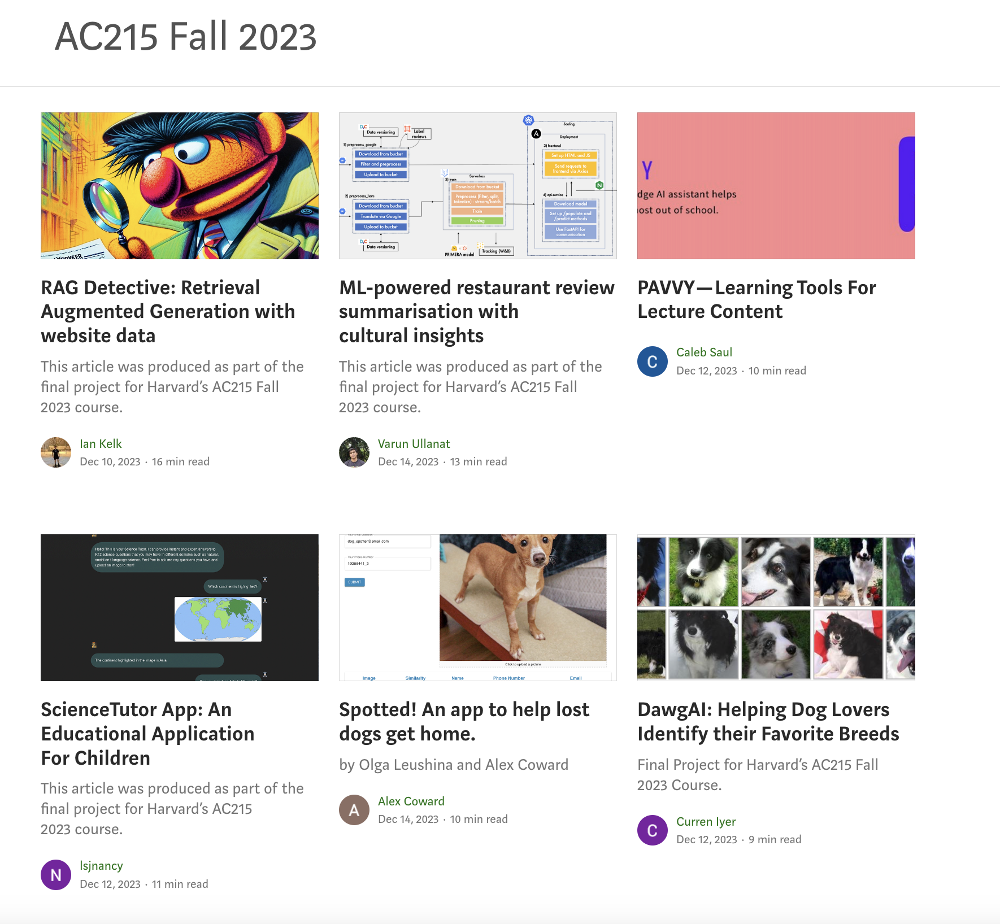 AC215 Fall 2023
YORKER
RAG Detective: Retrieval
Augmented Generation with
website data
This article was produced as part of the
final project for Harvard’s AC215 Fall
2023 course.
Ian Kelk
Dec 10, 2023 · 16 min read
DVC
Data versioning
Label
reviews
1) preprocess_google
Download from bucket
Filter and preprocess
Upload to bucket
2) preprocess_lsars
Download from bucket
Translate via Google
Upload to bucket
DVC
Data versioning
Serverless
3) train
Download from bucket
Preprocess (filter, split,
tokenize) - stream/batch
Train
Pruning
PRIMERA model
Tracking (W&B)
Scaling
A
Deployment
3) frontend
Set up HTML and JS
Send requests to
frontend via Axios
N
4) api-service
Download model
Set up /populate and
/predict methods
Use FastAPI for
communication
ML-powered restaurant review
summarisation with
cultural insights
This article was produced as part of the
final project for Harvard’s AC215 Fall
2023 course.
Varun Ullanat
Dec 14, 2023 · 13 min read
Y
dge AI assistant helps
ost out of school.
PAVVY — Learning Tools For
Lecture Content
C
Caleb Saul
Dec 12, 2023 · 10 min read
Hello! This is your Science Tutor. I can provide instant and expert answers to
K12 science questions that you may have in different domains such as natural,
social and language science. Feel free to ask me any questions you have and
upload an image to start!
Which continent is highlighted?
The continent highlighted in the image is Asia.
ScienceTutor App: An
Educational Application
For Children
This article was produced as part of the
final project for Harvard’s AC215
2023 course.
N
lsjnancy
Dec 12, 2023 · 11 min read
Your Email Address
dog_spotter@email.com
Your Phone Number
10256441_3
SUBMIT
Click to upload a picture
Image Similarity Name Phone Number Email
Spotted! An app to help lost
dogs get home.
by Olga Leushina and Alex Coward
A
Alex Coward
Dec 14, 2023 · 10 min read
DawgAI: Helping Dog Lovers
Identify their Favorite Breeds
Final Project for Harvard’s AC215 Fall
2023 Course.
C
Curren Iyer
Dec 12, 2023 · 9 min read